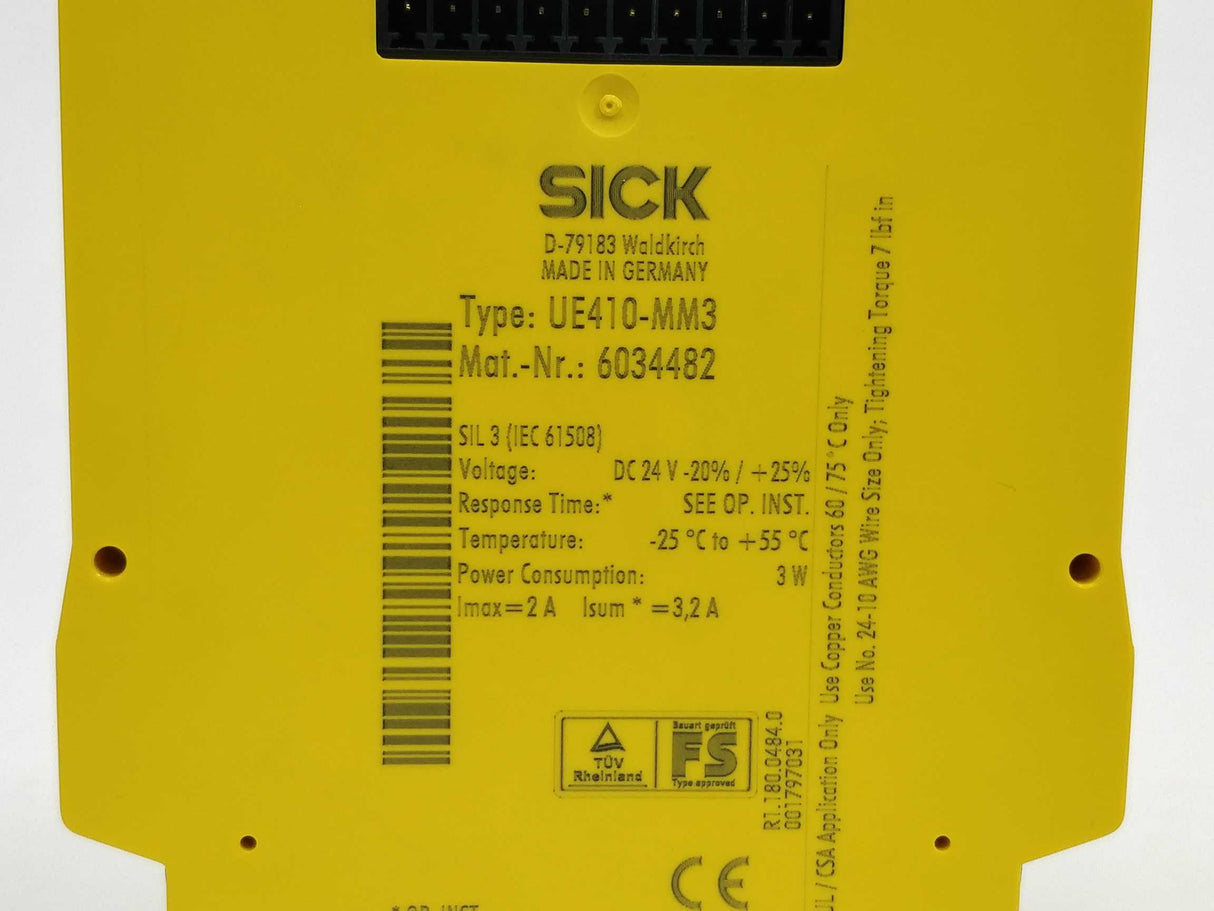 SICK
D-79183 Waldkirch
MADE IN GERMANY
Type: UE410-MM3
Mat.-Nr.: 6034482
SIL 3 (IEC 61508)
Voltage: DC 24 V -20% / +25%
Response Time:* SEE OP. INST.
Temperature: -25 °C to +55 °C
Power Consumption: 3 W
Imax=2 A Isum * =3,2 A
TÜV
Rheinland
Bauart geprüft
FS
Type approved
R1.180.0484.0
001797031
UL / CSA Application Only Use Copper Conductors 60 / 75 °C Only
Use No. 24-10 AWG Wire Size Only; Tightening Torque 7 lbf in
CE
* OP. INST.